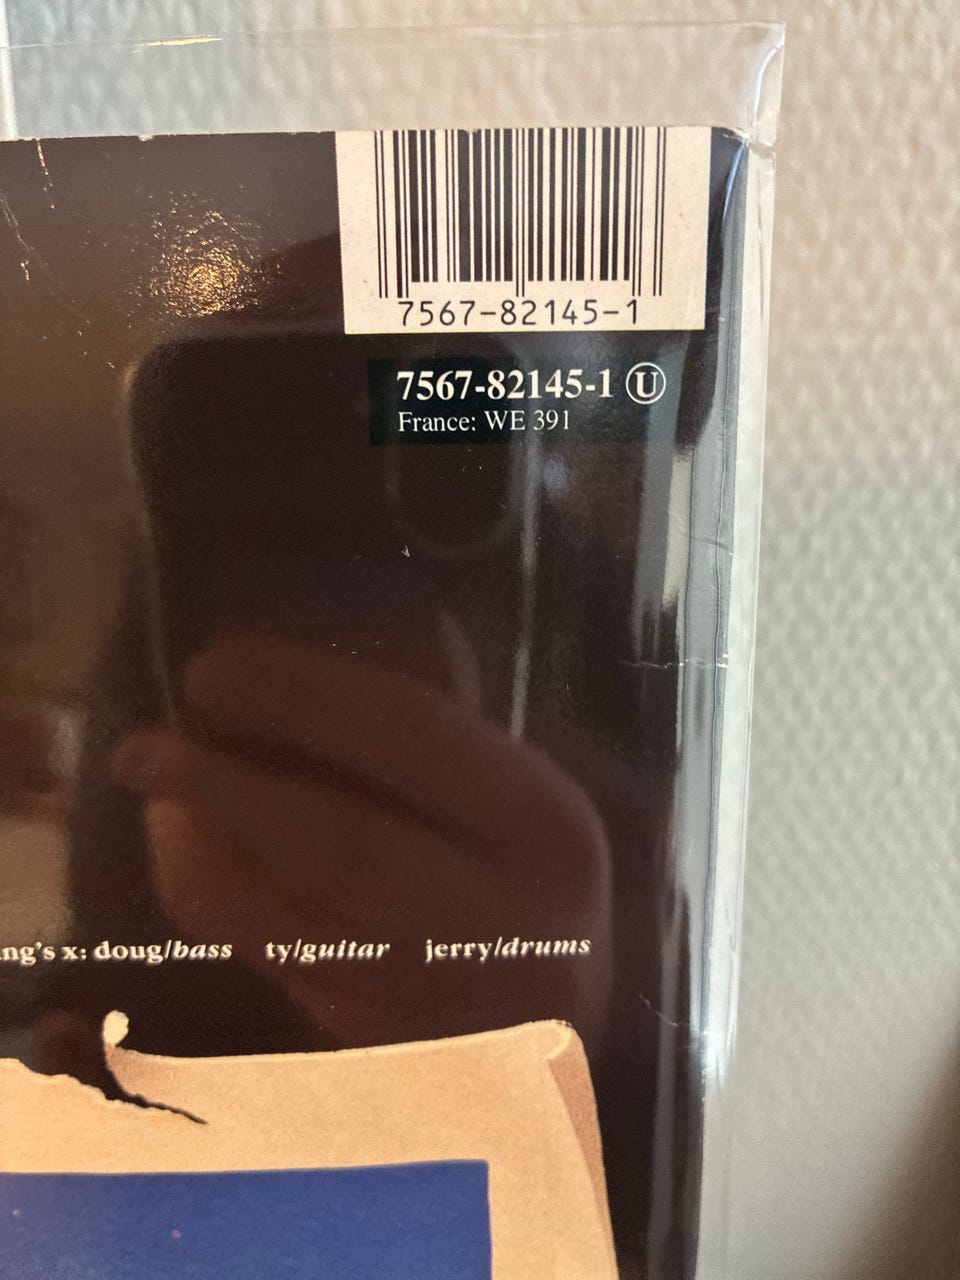 7567-82145-1
7567-82145-1 Ⓤ
France: WE 391
ng's x: doug/bass ty/guitar jerry/drums